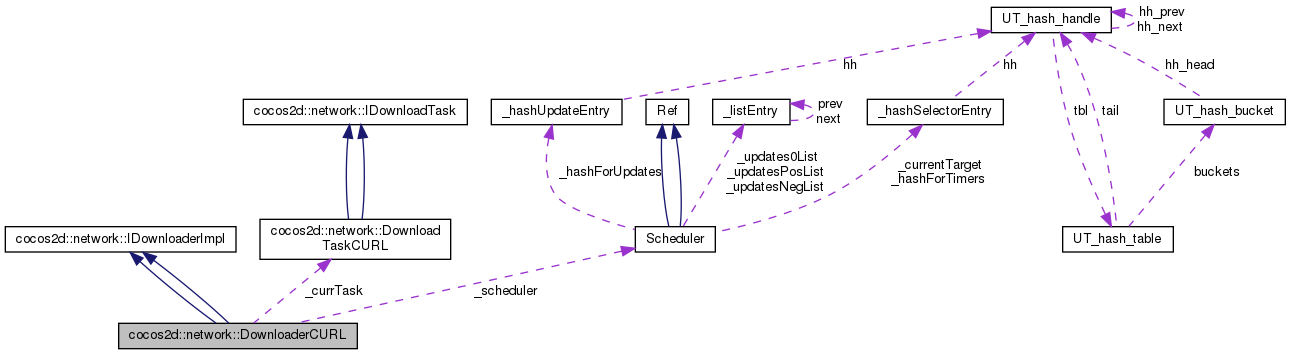 UT_hash_handle
hh_prev
hh_next
hh
hh
hh_head
cocos2d::network::IDownloadTask
_hashUpdateEntry
Ref
_listEntry
prev
next
_hashSelectorEntry
tbl
tail
UT_hash_bucket
_hashForUpdates
_updates0List
_updatesPosList
_updatesNegList
_currentTarget
_hashForTimers
buckets
cocos2d::network::IDownloaderImpl
cocos2d::network::Download
TaskCURL
Scheduler
UT_hash_table
_currTask
_scheduler
cocos2d::network::DownloaderCURL